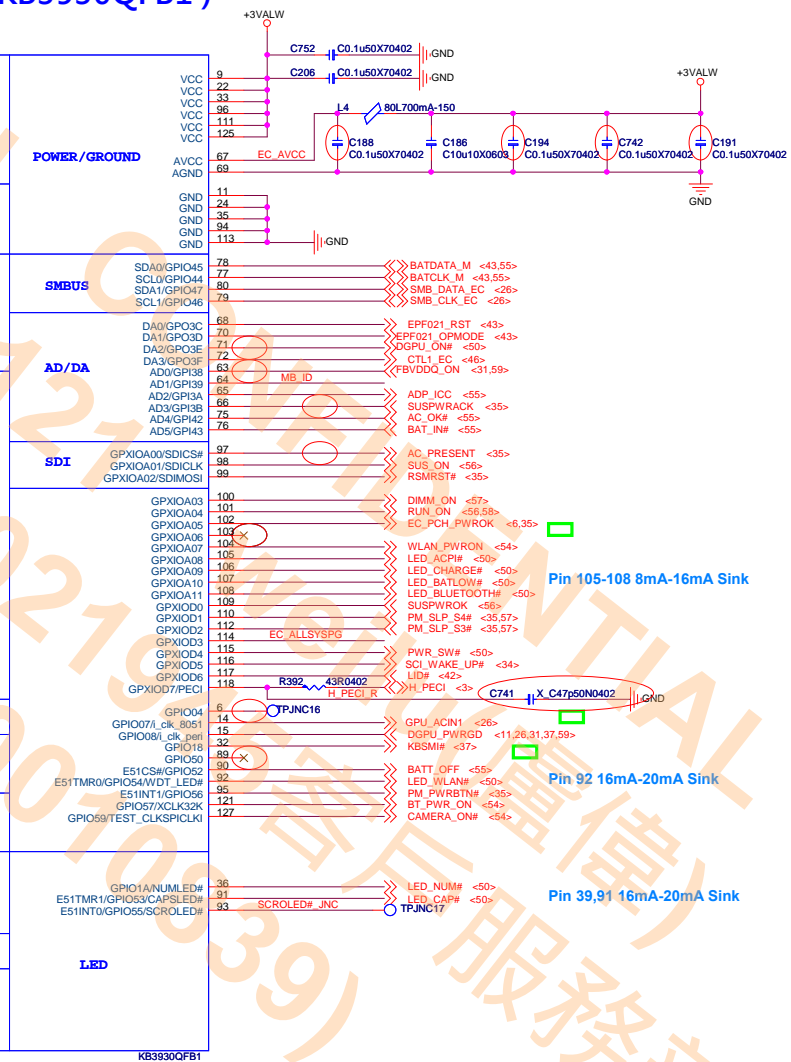 KB3930QFB1 )
+3VALW
C752 C0.1u50X70402 GND
C206 C0.1u50X70402 GND
+3VALW
L4 80L700mA-150
C188 C0.1u50X70402
C186 C10u10X0603
C194 C0.1u50X70402
C742 C0.1u50X70402
C191 C0.1u50X70402
GND
POWER/GROUND
VCC 9
VCC 22
VCC 33
VCC 96
VCC 111
VCC 125
AVCC 67 EC_AVCC
AGND 69
GND 11
GND 24
GND 35
GND 94
GND 113 GND
SMBUS
SDA0/GPIO45 78 BATDATA_M <43,55>
SCL0/GPIO44 77 BATCLK_M <43,55>
SDA1/GPIO47 80 SMB_DATA_EC <26>
SCL1/GPIO46 79 SMB_CLK_EC <26>
AD/DA
DA0/GPO3C 68 EPF021_RST <43>
DA1/GPO3D 70 EPF021_OPMODE <43>
DA2/GPO3E 71 DGPU_ON# <50>
DA3/GPO3F 72 CTL1_EC <46>
AD0/GPI38 63 FBVDDQ_ON <31,59>
AD1/GPI39 64 MB_ID
AD2/GPI3A 65 ADP_ICC <55>
AD3/GPI3B 66 SUSPWRACK <35>
AD4/GPI42 75 AC_OK# <55>
AD5/GPI43 76 BAT_IN# <55>
SDI
GPXIOA00/SDICS# 97 AC_PRESENT <35>
GPXIOA01/SDICLK 98 SUS_ON <56>
GPXIOA02/SDIMOSI 99 RSMRST# <35>
GPXIOA03 100 DIMM_ON <57>
GPXIOA04 101 RUN_ON <56,58>
GPXIOA05 102 EC_PCH_PWROK <6,35>
GPXIOA06 103
GPXIOA07 104 WLAN_PWRON <54>
GPXIOA08 105 LED_ACPI# <50>
GPXIOA09 106 LED_CHARGE# <50>
GPXIOA10 107 LED_BATLOW# <50>
GPXIOA11 108 LED_BLUETOOTH# <50>
GPXIOD0 109 SUSPWROK <56>
GPXIOD1 110 PM_SLP_S4# <35,57>
GPXIOD2 112 PM_SLP_S3# <35,57>
GPXIOD3 114 EC_ALLSYSPG
GPXIOD4 115 PWR_SW# <50>
GPXIOD5 116 SCI_WAKE_UP# <34>
GPXIOD6 117 LID# <42>
GPXIOD7/PECI 118 R392 43R0402 H_PECI_R H_PECI <3>
C741 X_C47p50N0402 GND
Pin 105-108 8mA-16mA Sink
GPIO04 6 TPJNC16
GPIO07/i_clk_8051 14 GPU_ACIN1 <26>
GPIO08/i_clk_peri 15 DGPU_PWRGD <11,26,31,37,59>
GPIO18 32 KBSMI# <37>
GPIO50 89
E51CS#/GPIO52 90 BATT_OFF <55>
E51TMR0/GPIO54/WDT_LED# 92 LED_WLAN# <50>
E51INT1/GPIO56 95 PM_PWRBTN# <35>
GPIO57/XCLK32K 121 BT_PWR_ON <54>
GPIO59/TEST_CLKSPICLKI 127 CAMERA_ON# <54>
Pin 92 16mA-20mA Sink
GPIO1A/NUMLED# 36 LED_NUM# <50>
E51TMR1/GPIO53/CAPSLED# 91 LED_CAP# <50>
E51INT0/GPIO55/SCROLED# 93 SCROLED#_JNC TPJNC17
Pin 39,91 16mA-20mA Sink
LED
KB3930QFB1
CONFIDENTIAL